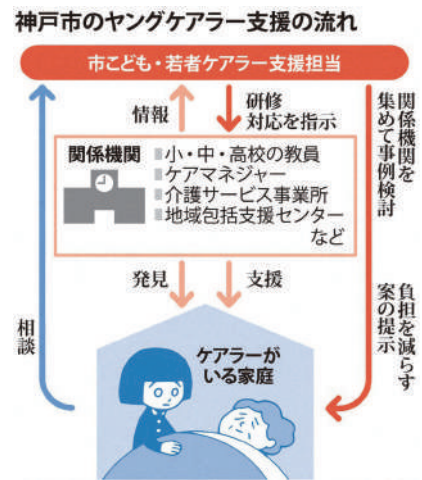 神戸市のヤングケアラー支援の流れ
市こども・若者ケアラー支援担当
情報
研修
対応を指示
関係機関を
集めて事例検討
関係機関
小・中・高校の教員
ケアマネジャー
介護サービス事業所
地域包括支援センター
など
発見
支援
相談
負担を減らす
案の提示
ケアラーが
いる家庭